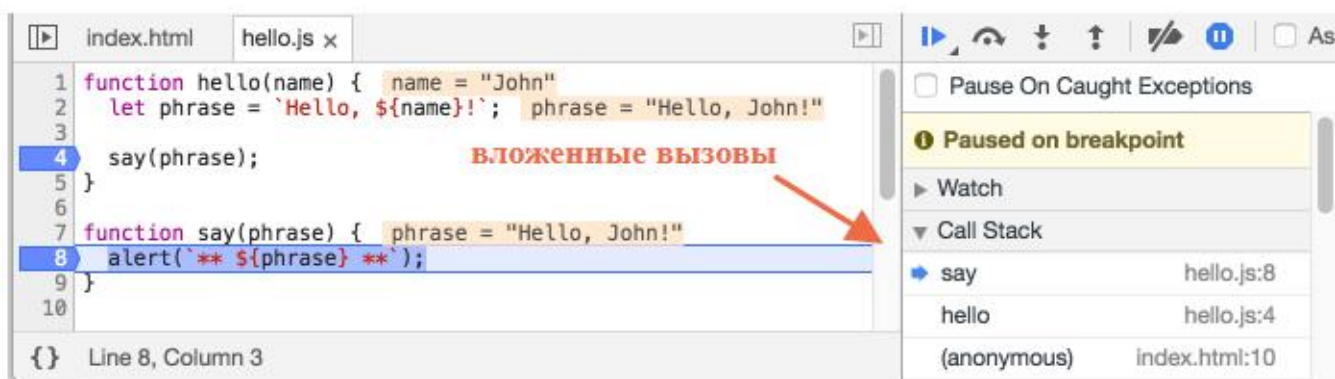 index.html hello.js × As
1 function hello(name) { name = "John"
2 let phrase = `Hello, ${name}!`; phrase = "Hello, John!"
3
4 say(phrase);
5 }
6
7 function say(phrase) { phrase = "Hello, John!"
8 alert(`** ${phrase} **`);
9 }
10
вложенные вызовы
{} Line 8, Column 3
Pause On Caught Exceptions
Paused on breakpoint
Watch
Call Stack
say hello.js:8
hello hello.js:4
(anonymous) index.html:10